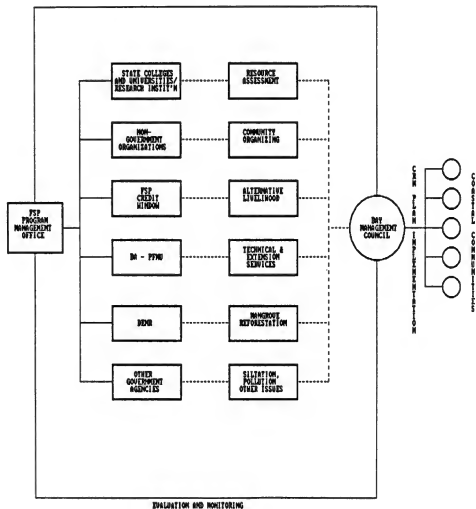 STATE COLLEGES
AND UNIVERSITIES/
RESEARCH INSTIT'N
RESOURCE
ASSESSMENT
NON-
GOVERNMENT
ORGANIZATIONS
COMMUNITY
ORGANIZING
FSP
CREDIT
WINDOW
ALTERNATIVE
LIVELIHOOD
FSP
PROGRAM
MANAGEMENT
OFFICE
DA - PFMU
TECHNICAL &
EXTENSION
SERVICES
BAY
MANAGEMENT
COUNCIL
CRM PLAN IMPLEMENTATION
COASTAL COMMUNITIES
DENR
MANGROVE
REFORESTATION
OTHER
GOVERNMENT
AGENCIES
SILTATION,
POLLUTION
OTHER ISSUES
EVALUATION AND MONITORING